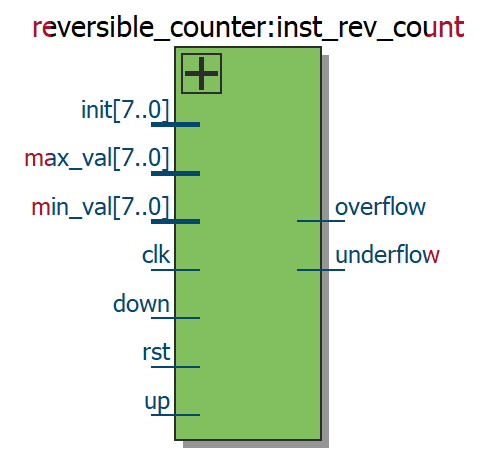 reversible_counter:inst_rev_count
init[7..0]
max_val[7..0]
min_val[7..0]
overflow
clk
underflow
down
rst
up